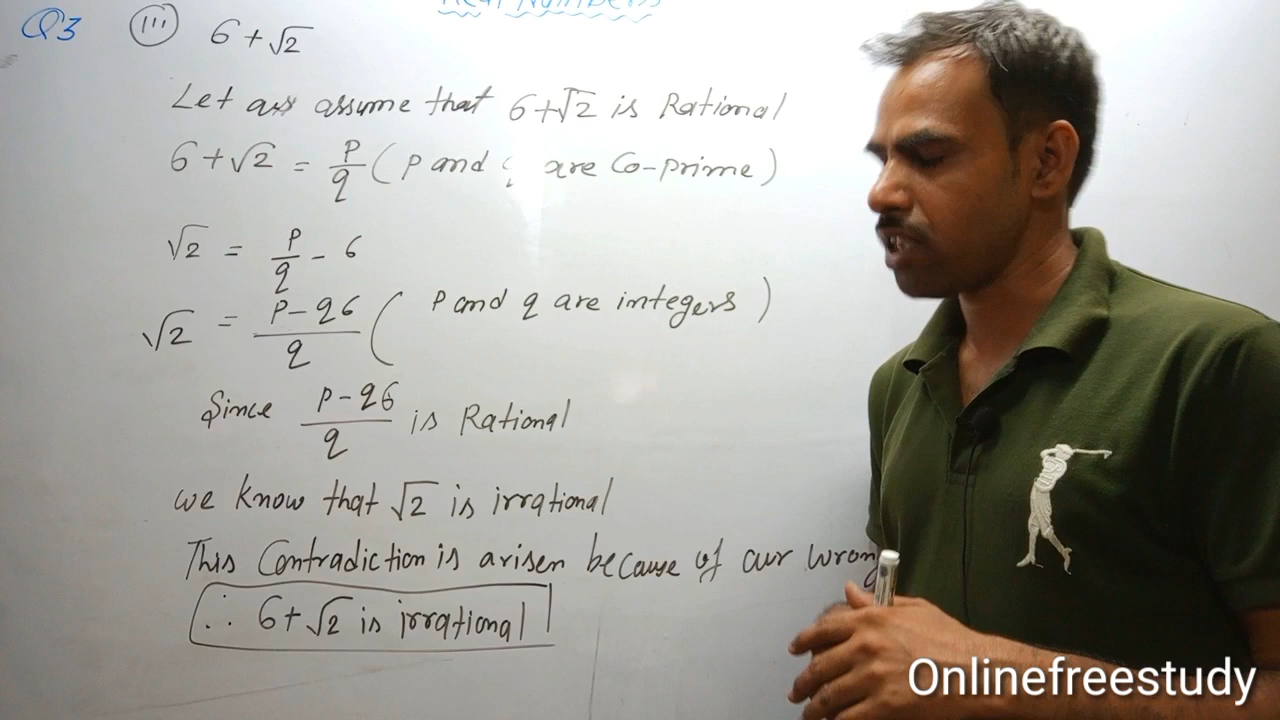 Real Numbers
Q3 (iii) 6+√2
Let us assume that 6+√2 is Rational
6+√2 = p/q (p and q are Co-prime)
√2 = p/q - 6
√2 = p-q6/q ( p and q are integers )
Since p-q6/q is Rational
we know that √2 is irrational
This Contradiction is arisen because of our wrong
∴ 6+√2 is irrational
Onlinefreestudy